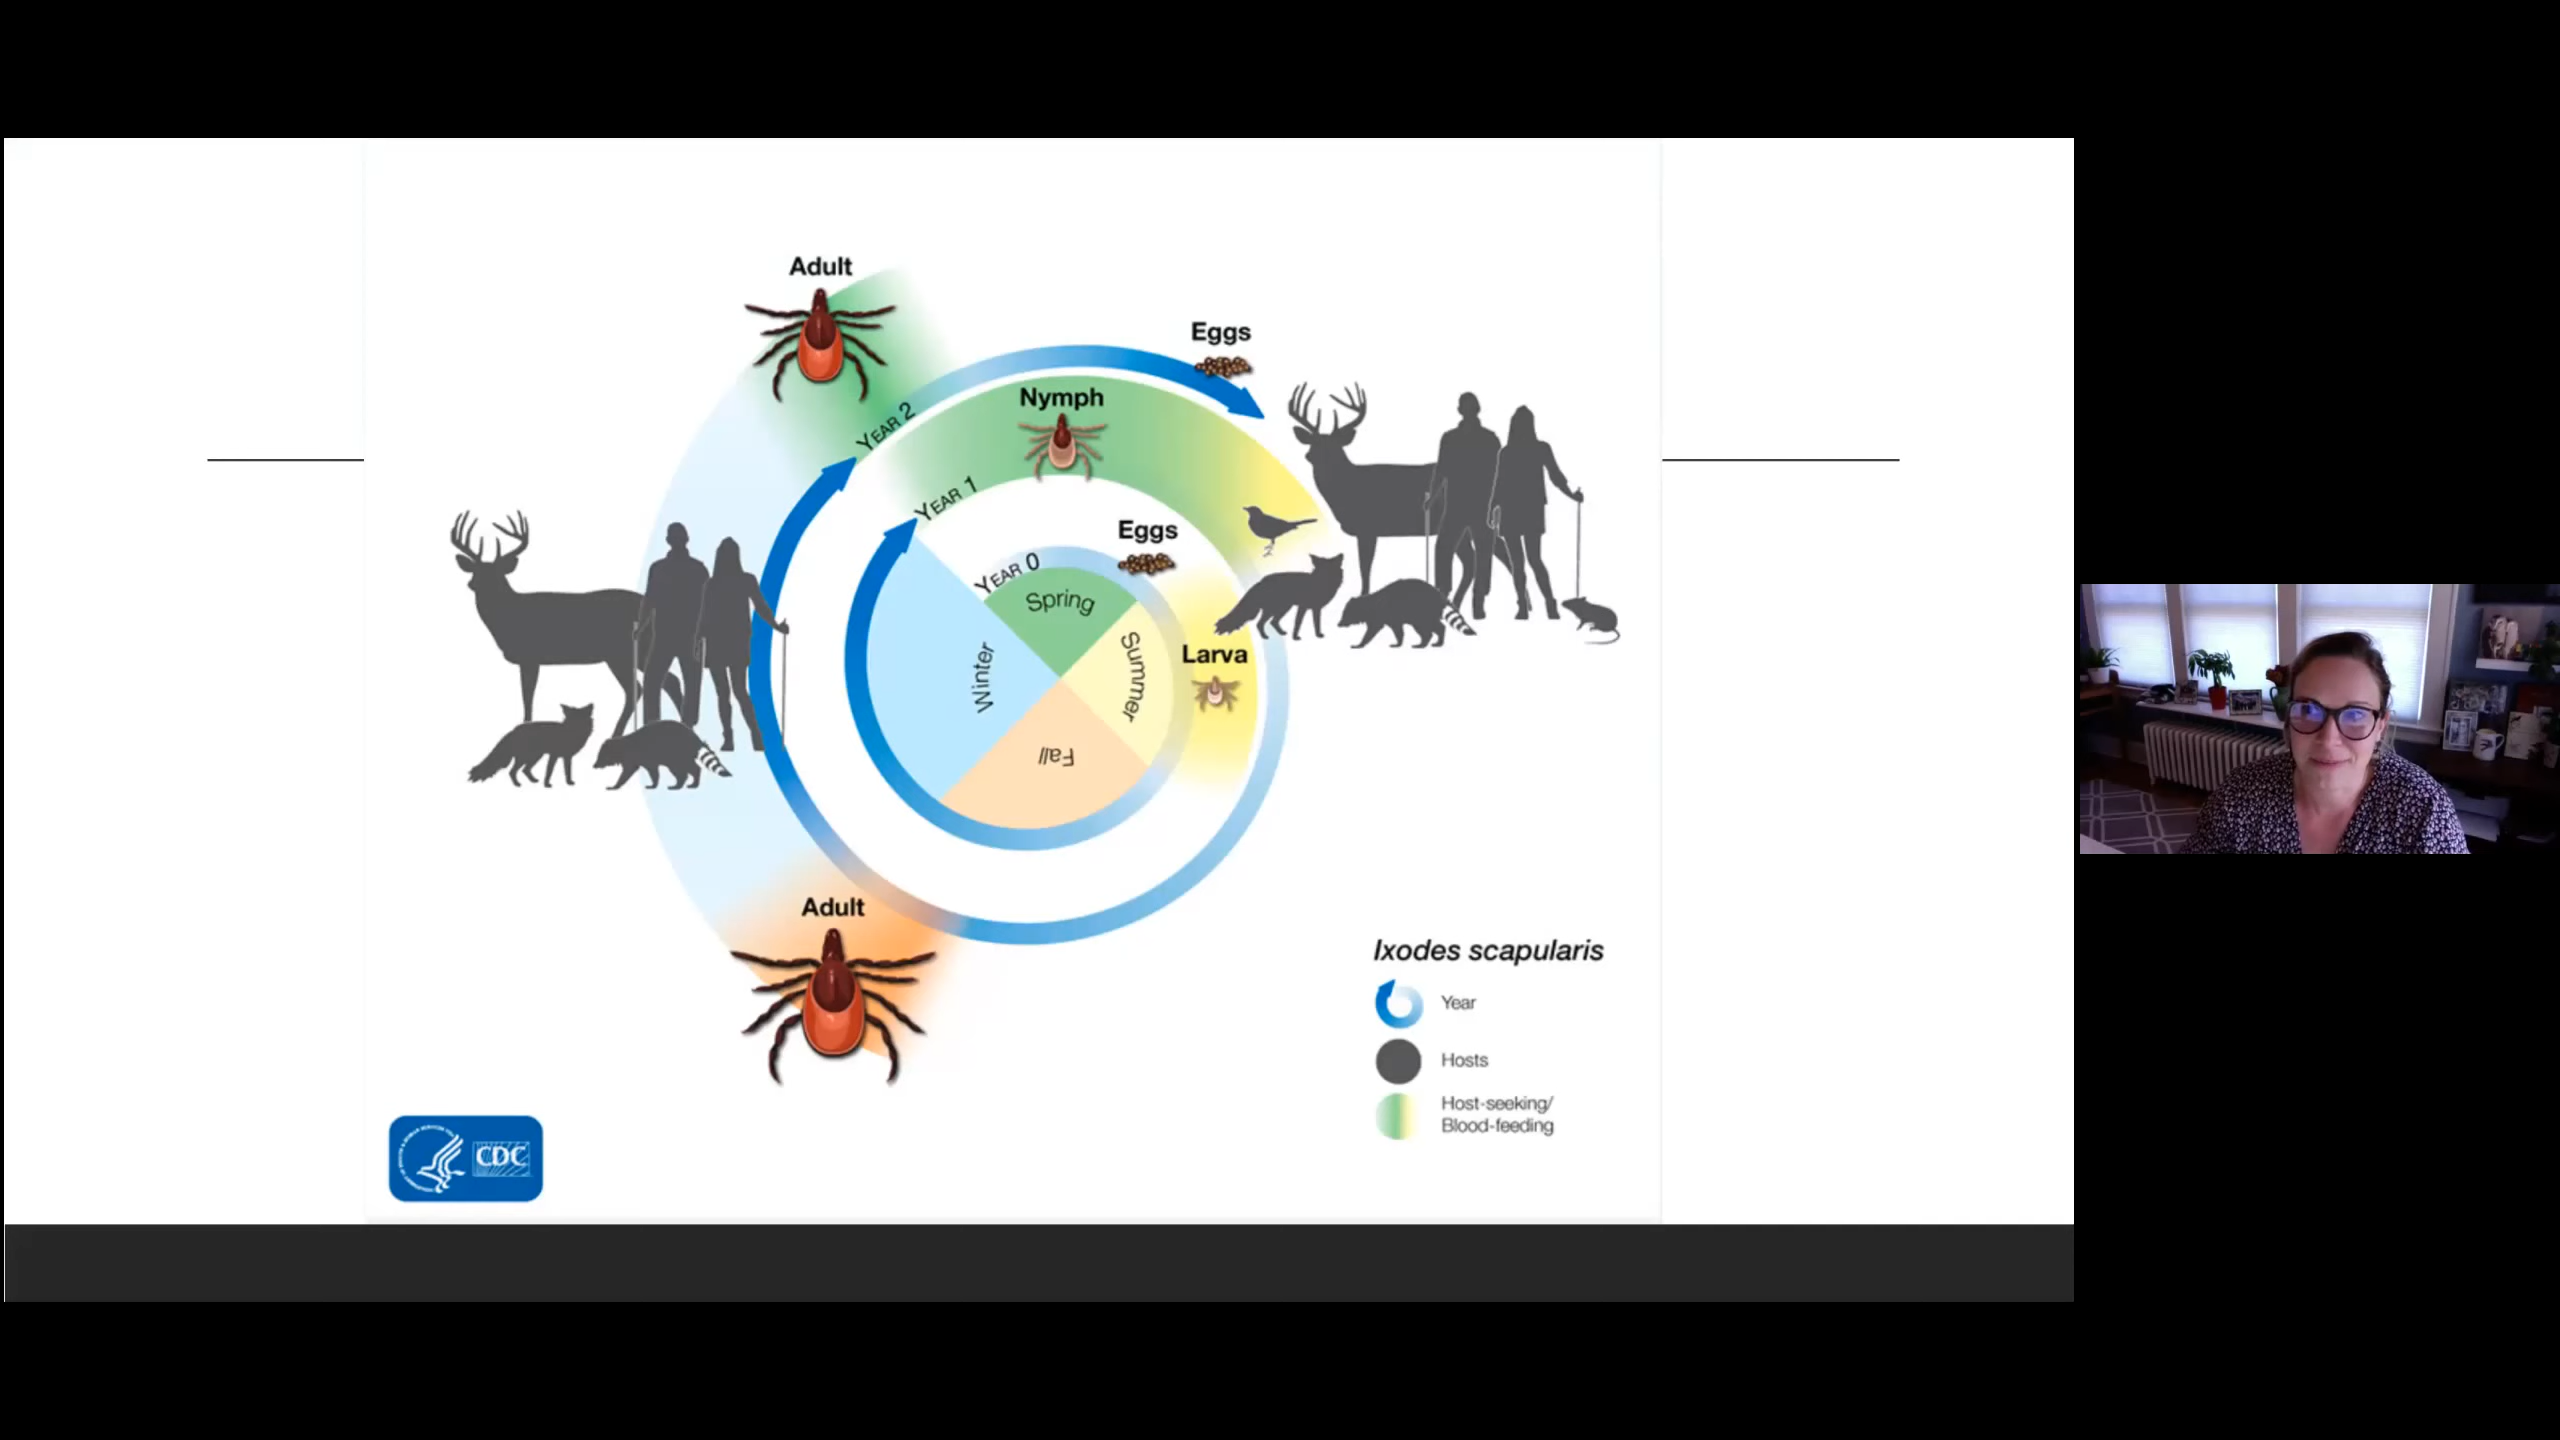 Adult
Eggs
Nymph
YEAR 2
YEAR 1
Eggs
YEAR 0
Spring
Summer
Larva
Winter
Fall
Adult
Ixodes scapularis
Year
Hosts
Host-seeking/
Blood-feeding
CDC